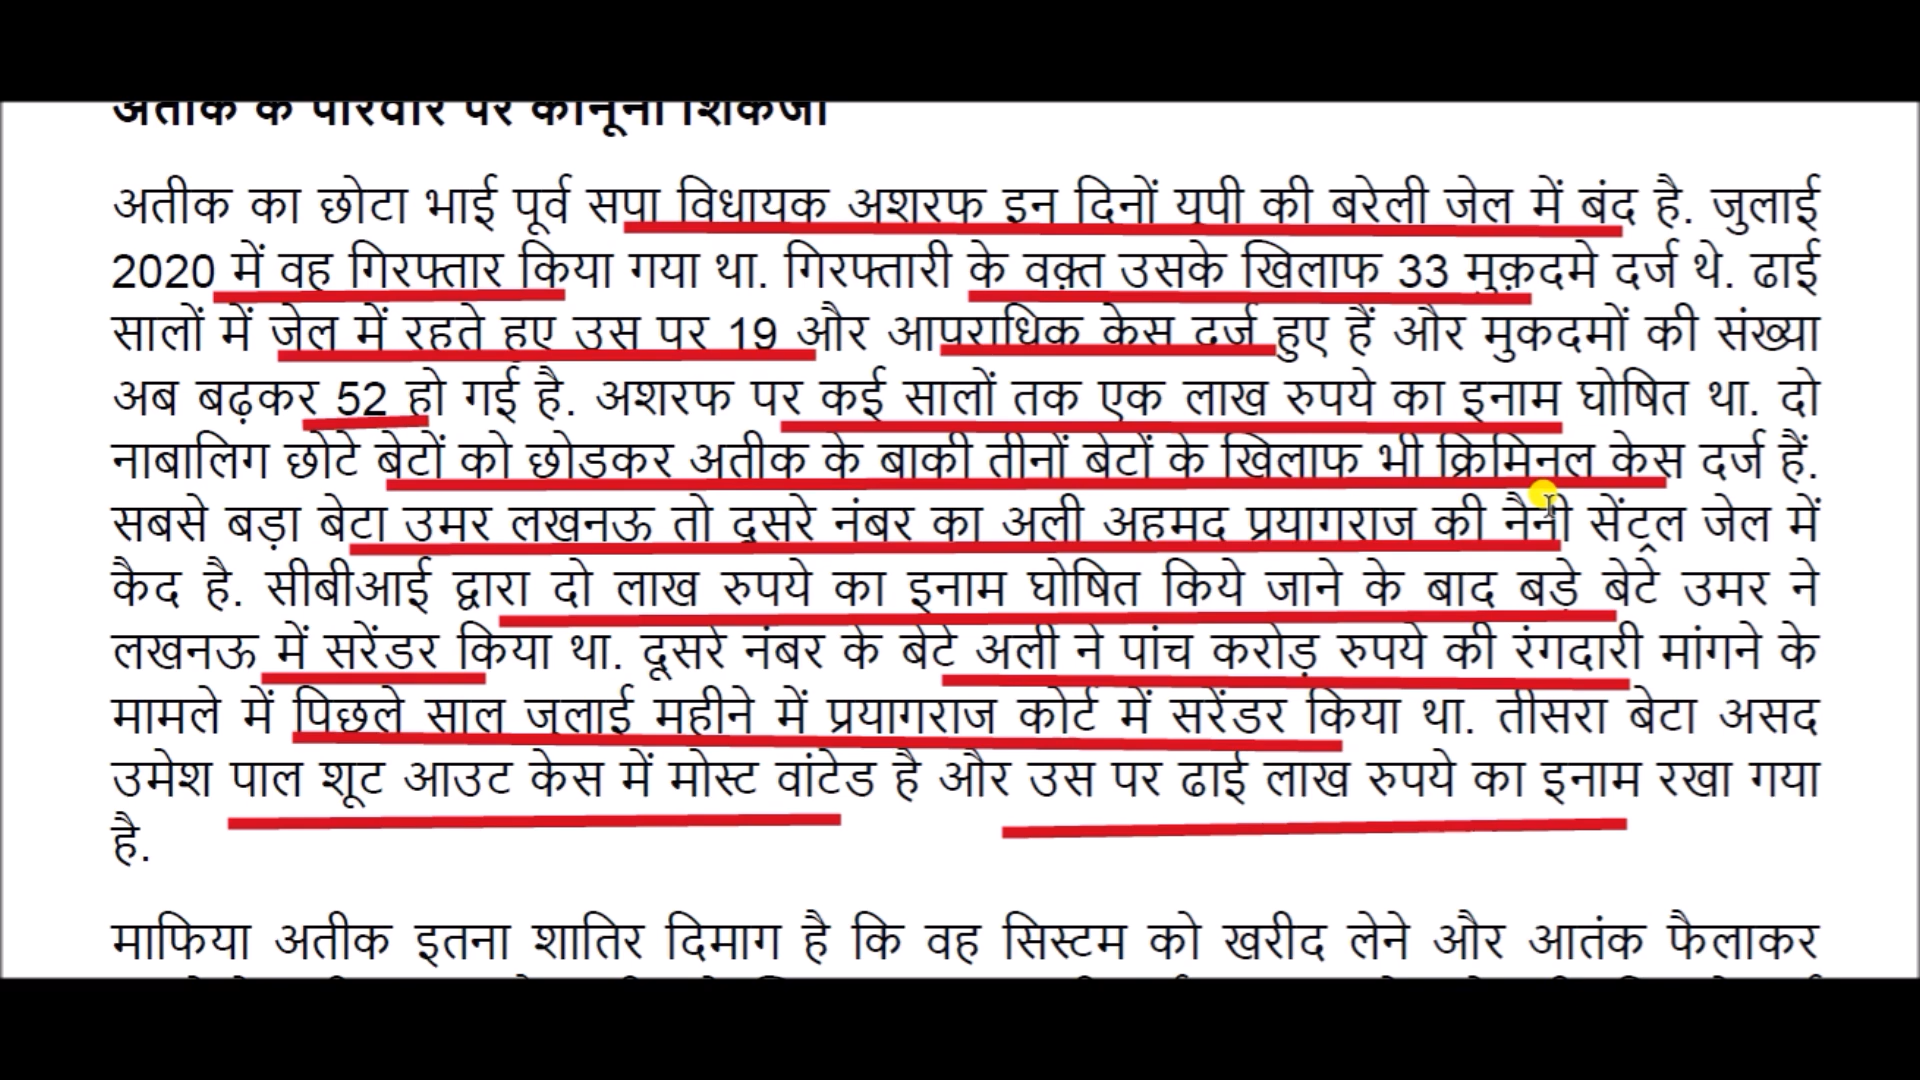 अतीक के परिवार पर कानूनी शिकंजा
अतीक का छोटा भाई पूर्व सपा विधायक अशरफ इन दिनों यूपी की बरेली जेल में बंद है. जुलाई
2020 में वह गिरफ्तार किया गया था. गिरफ्तारी के वक़्त उसके खिलाफ 33 मुक़दमे दर्ज थे. ढाई
सालों में जेल में रहते हुए उस पर 19 और आपराधिक केस दर्ज हुए हैं और मुकदमों की संख्या
अब बढ़कर 52 हो गई है. अशरफ पर कई सालों तक एक लाख रुपये का इनाम घोषित था. दो
नाबालिग छोटे बेटों को छोडकर अतीक के बाकी तीनों बेटों के खिलाफ भी क्रिमिनल केस दर्ज हैं.
सबसे बड़ा बेटा उमर लखनऊ तो दूसरे नंबर का अली अहमद प्रयागराज की नैनी सेंट्रल जेल में
कैद है. सीबीआई द्वारा दो लाख रुपये का इनाम घोषित किये जाने के बाद बड़े बेटे उमर ने
लखनऊ में सरेंडर किया था. दूसरे नंबर के बेटे अली ने पांच करोड़ रुपये की रंगदारी मांगने के
मामले में पिछले साल जुलाई महीने में प्रयागराज कोर्ट में सरेंडर किया था. तीसरा बेटा असद
उमेश पाल शूट आउट केस में मोस्ट वांटेड है और उस पर ढाई लाख रुपये का इनाम रखा गया
है.
माफिया अतीक इतना शातिर दिमाग है कि वह सिस्टम को खरीद लेने और आतंक फैलाकर